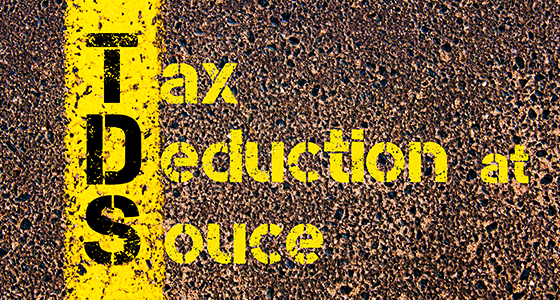 Tax
Deduction at
Souce